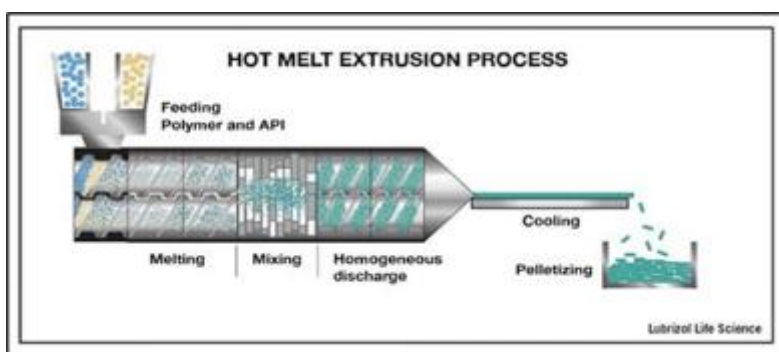 HOT MELT EXTRUSION PROCESS
Feeding
Polymer and API
Melting
Mixing
Homogeneous
discharge
Cooling
Pelletizing
Lubrizol Life Science